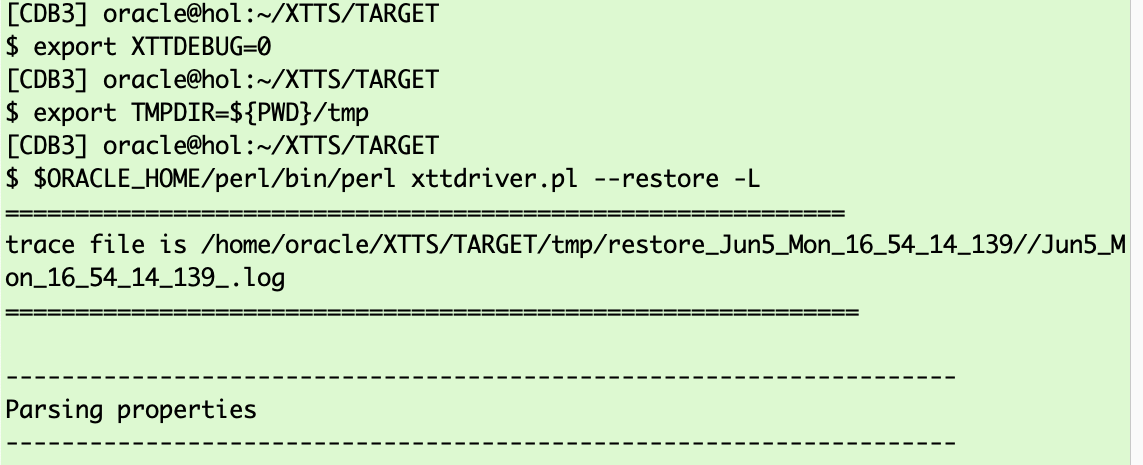 [CDB3] oracle@hol:~/XTTS/TARGET
$ export XTTDEBUG=0
[CDB3] oracle@hol:~/XTTS/TARGET
$ export TMPDIR=${PWD}/tmp
[CDB3] oracle@hol:~/XTTS/TARGET
$ $ORACLE_HOME/perl/bin/perl xttdriver.pl --restore -L
============================================================
trace file is /home/oracle/XTTS/TARGET/tmp/restore_Jun5_Mon_16_54_14_139//Jun5_M
on_16_54_14_139_.log
=============================================================
--------------------------------------------------------------------
Parsing properties
--------------------------------------------------------------------